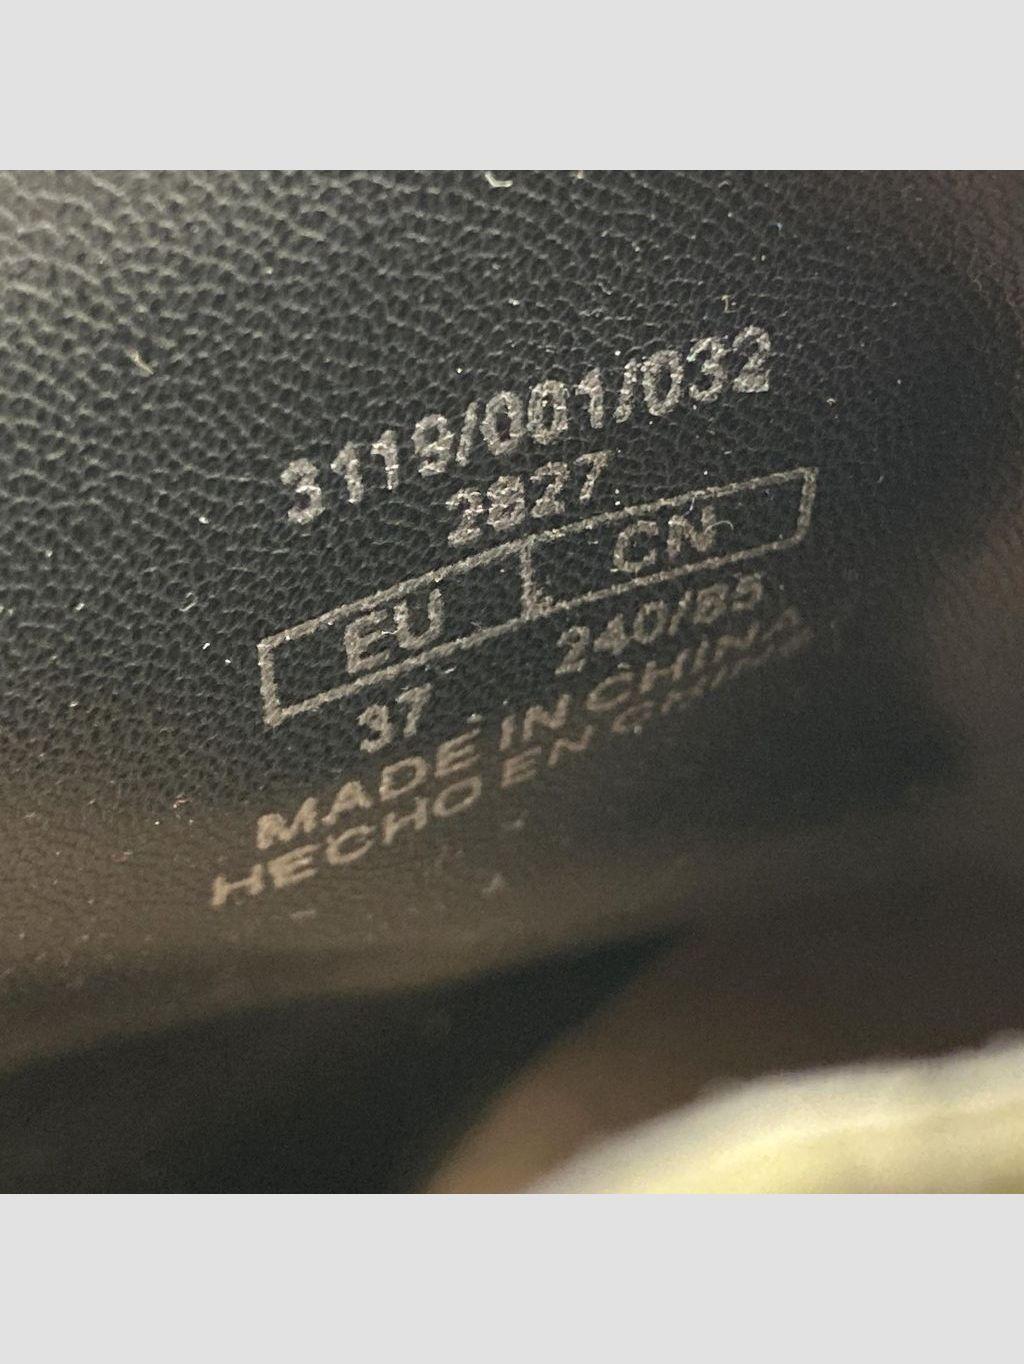 3119/001/032
2827
EU CN
37 240/85
MADE IN CHINA
HECHO EN CHINA